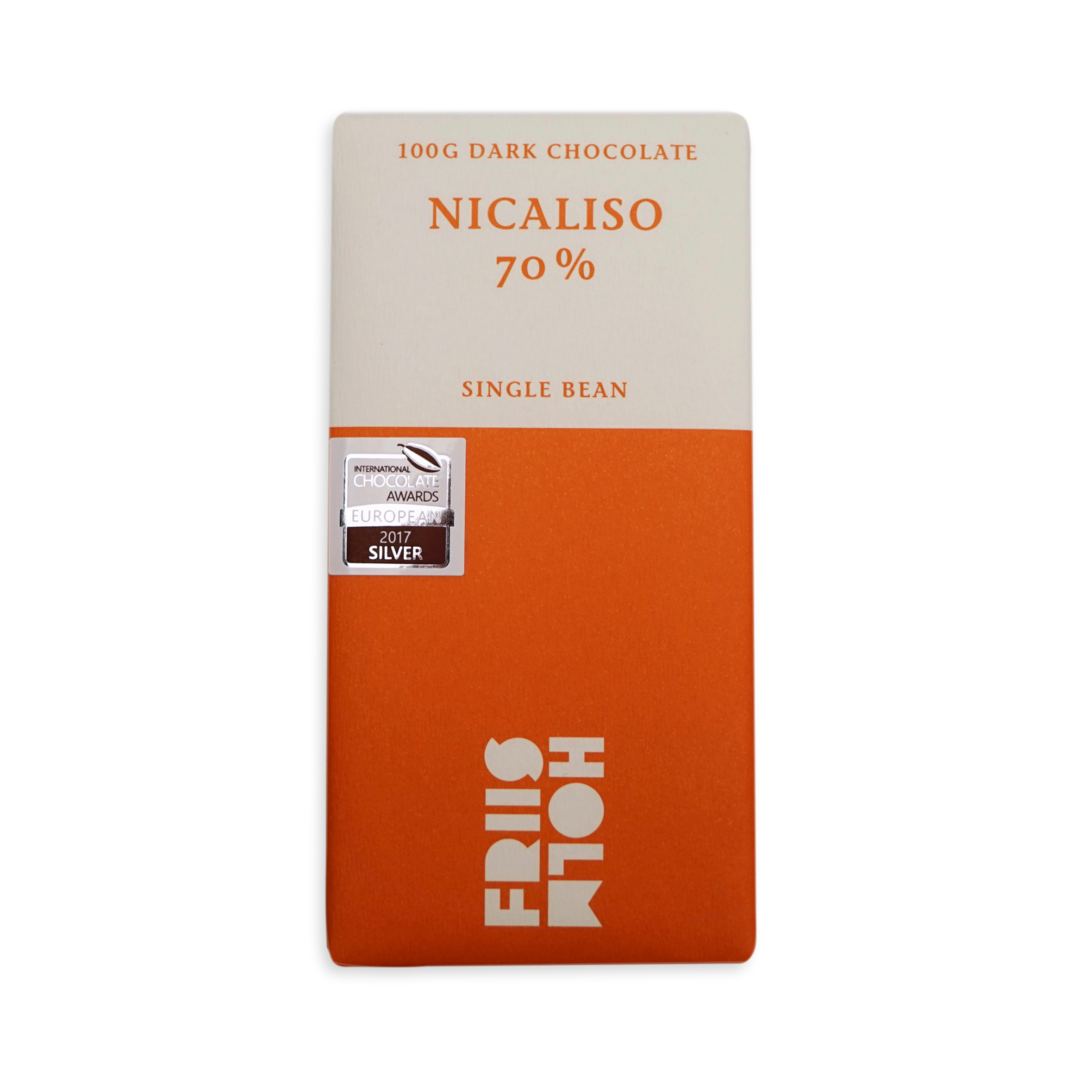 100G DARK CHOCOLATE
NICALISO
70%
SINGLE BEAN
INTERNATIONAL
CHOCOLATE
AWARDS
EUROPEAN
2017
SILVER
FRIIS
HOLM